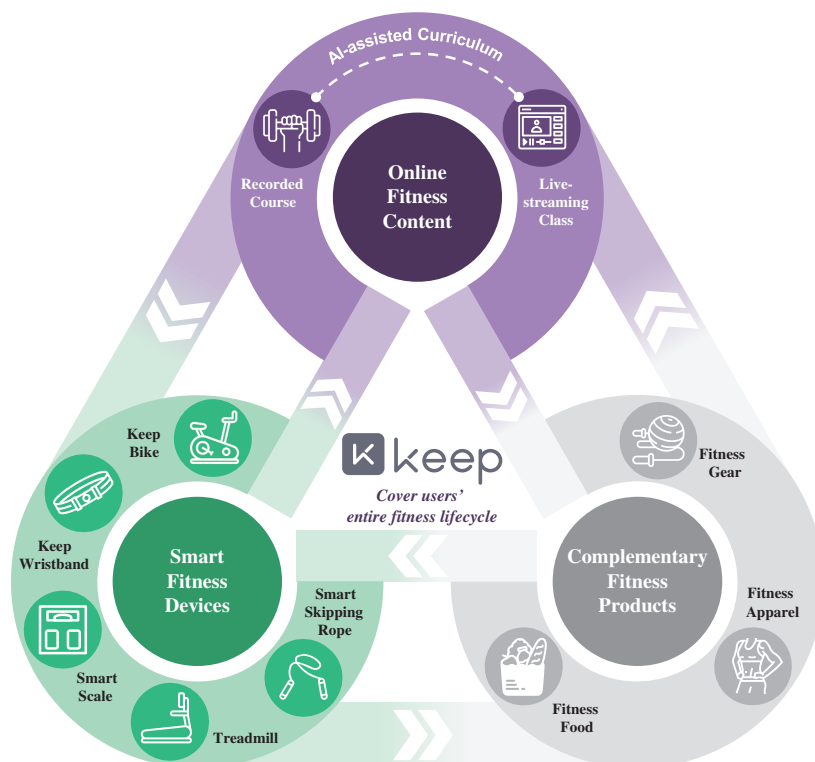 AI-assisted Curriculum
Recorded
Course
Online
Fitness
Content
Live-
streaming
Class
Keep
Bike
Keep
Wristband
Smart
Fitness
Devices
Smart
Scale
Treadmill
Smart
Skipping
Rope
K keep
Cover users'
entire fitness lifecycle
Fitness
Gear
Complementary
Fitness
Products
Fitness
Apparel
Fitness
Food